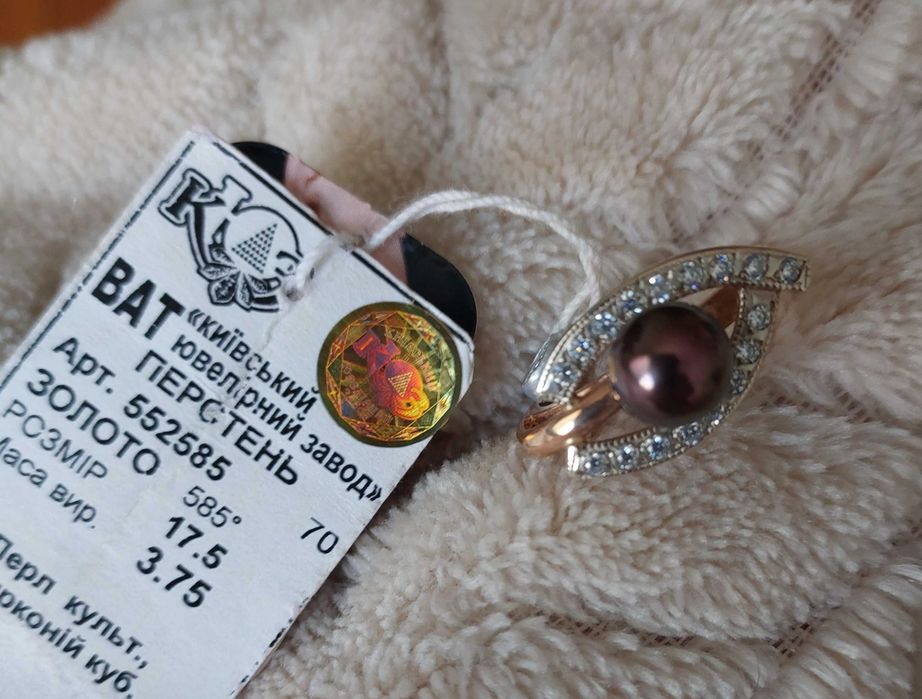 ВАТ «КИЇВСЬКИЙ
ЮВЕЛІРНИЙ ЗАВОД»
ПЕРСТЕНЬ
Арт. 552585
ЗОЛОТО 585° 70
РОЗМІР 17.5
Маса вир. 3.75
Перл культ.,
цирконій куб,